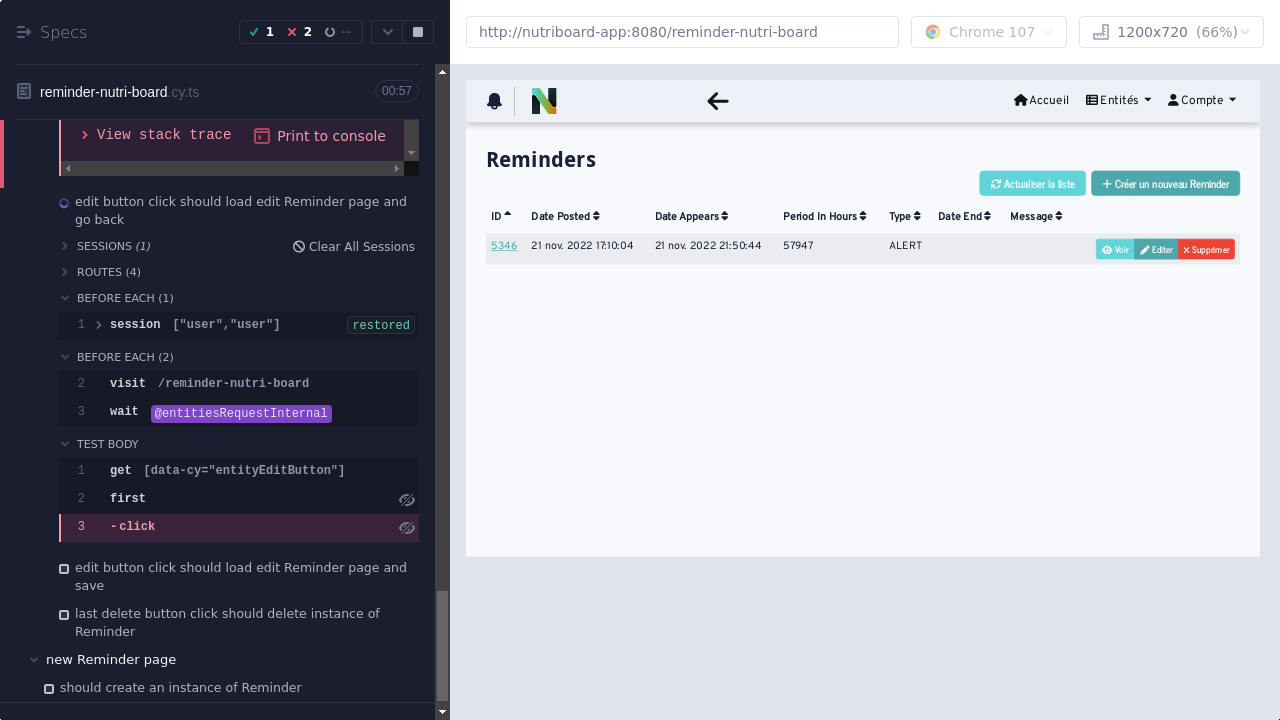 Specs
1
2
--
reminder-nutri-board.cy.ts
00:57
View stack trace
Print to console
edit button click should load edit Reminder page and
go back
SESSIONS (1)
Clear All Sessions
ROUTES (4)
BEFORE EACH (1)
1 session ["user","user"] restored
BEFORE EACH (2)
2 visit /reminder-nutri-board
3 wait @entitiesRequestInternal
TEST BODY
1 get [data-cy="entityEditButton"]
2 first
3 -click
edit button click should load edit Reminder page and
save
last delete button click should delete instance of
Reminder
new Reminder page
should create an instance of Reminder
http://nutriboard-app:8080/reminder-nutri-board
Chrome 107
1200x720 (66%)
N
Accueil
Entités
Compte
Reminders
Actualiser la liste
Créer un nouveau Reminder
ID Date Posted Date Appears Period In Hours Type Date End Message
5346 21 nov. 2022 17:10:04 21 nov. 2022 21:50:44 57947 ALERT Voir Editer Supprimer